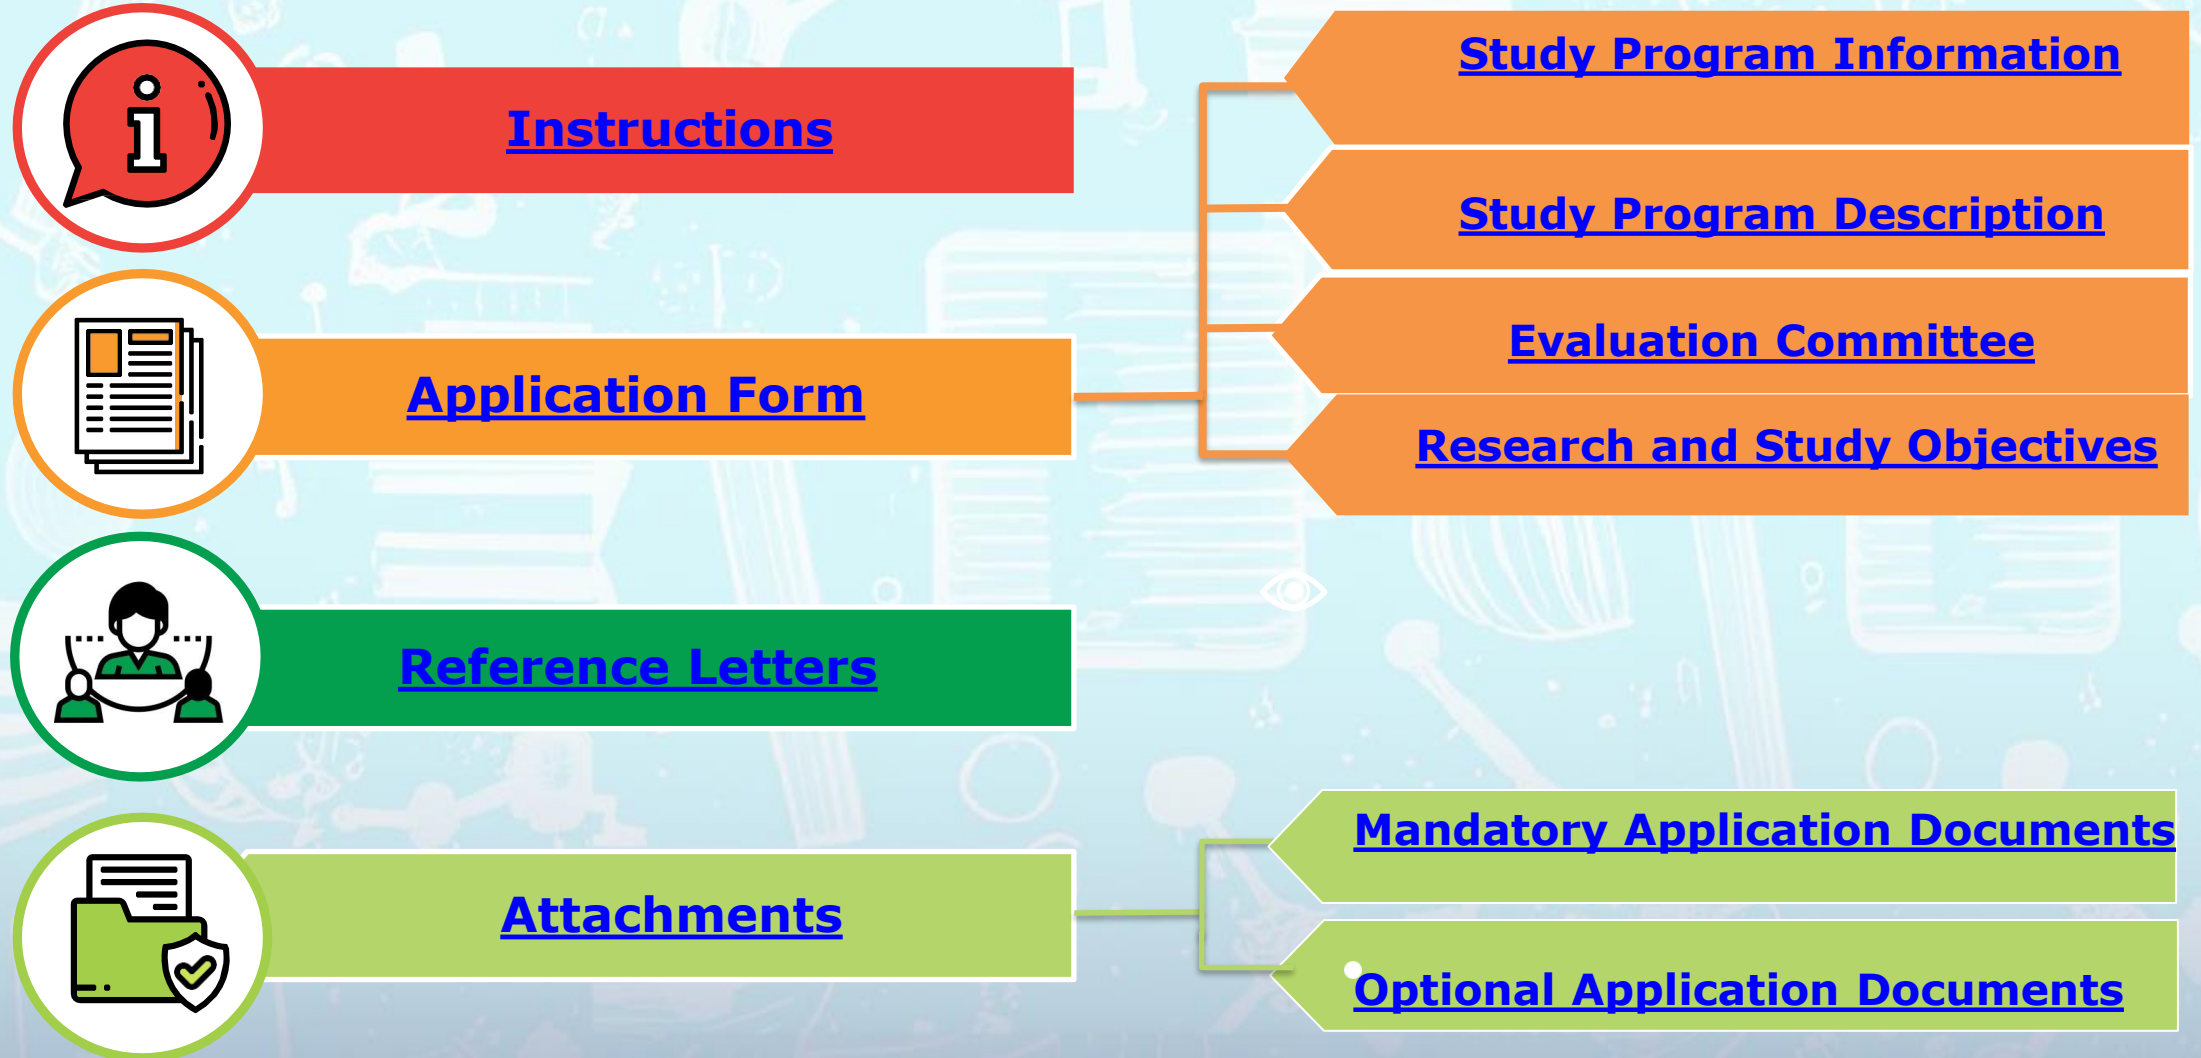 Instructions
Application Form
Study Program Information
Study Program Description
Evaluation Committee
Research and Study Objectives
Reference Letters
Attachments
Mandatory Application Documents
Optional Application Documents